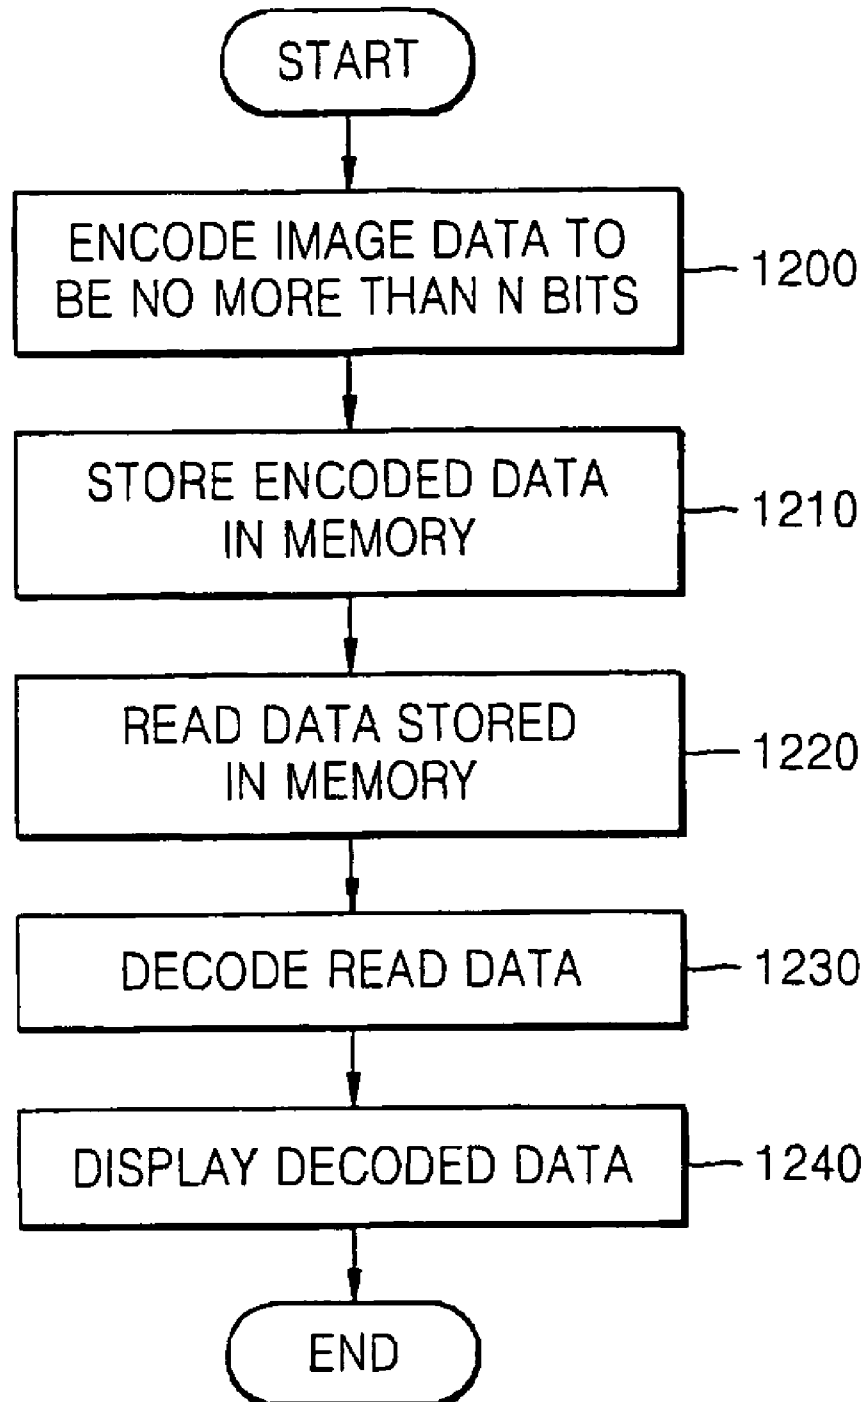 START
ENCODE IMAGE DATA TO
BE NO MORE THAN N BITS
1200
STORE ENCODED DATA
IN MEMORY
1210
READ DATA STORED
IN MEMORY
1220
DECODE READ DATA
1230
DISPLAY DECODED DATA
1240
END